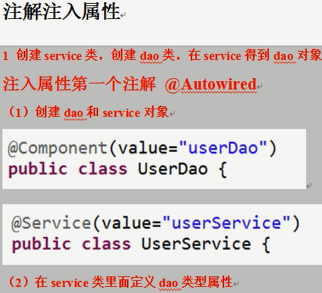 注解注入属性
1 创建 service 类，创建 dao 类，在 service 得到 dao 对象
注入属性第一个注解 @Autowired
（1）创建 dao 和 service 对象
@Component(value="userDao")
public class UserDao {
@Service(value="userService")
public class UserService {
（2）在 service 类里面定义 dao 类型属性